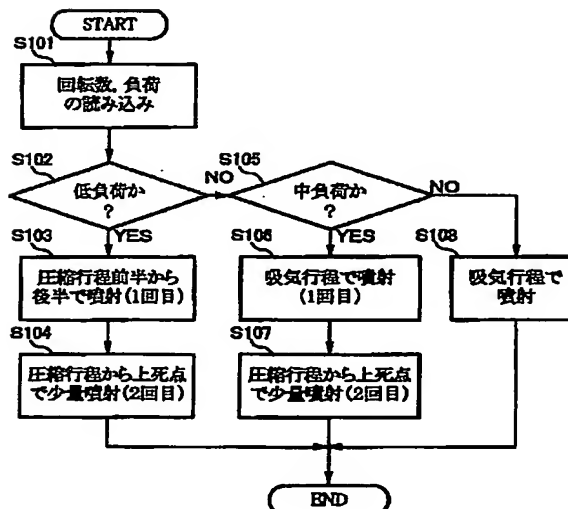 START
S101
回転数,負荷
の読み込み
S102
低負荷か
?
NO
YES
S105
中負荷か
?
NO
YES
S103
圧縮行程前半から
後半で噴射(1回目)
S106
吸気行程で噴射
(1回目)
S108
吸気行程で
噴射
S104
圧縮行程から上死点
で少量噴射(2回目)
S107
圧縮行程から上死点
で少量噴射(2回目)
END